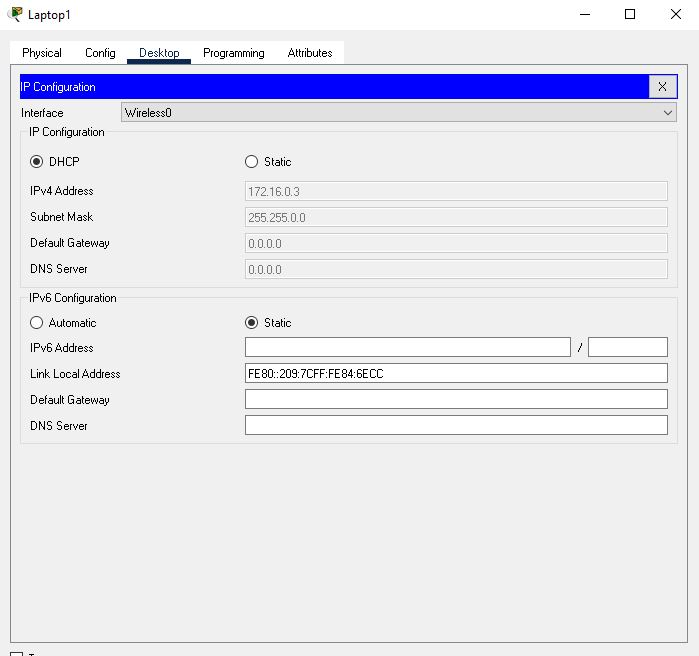 Laptop1
Physical Config Desktop Programming Attributes
IP Configuration X
Interface Wireless0
IP Configuration
DHCP Static
IPv4 Address 172.16.0.3
Subnet Mask 255.255.0.0
Default Gateway 0.0.0.0
DNS Server 0.0.0.0
IPv6 Configuration
Automatic Static
IPv6 Address /
Link Local Address FE80::209:7CFF:FE84:6ECC
Default Gateway
DNS Server